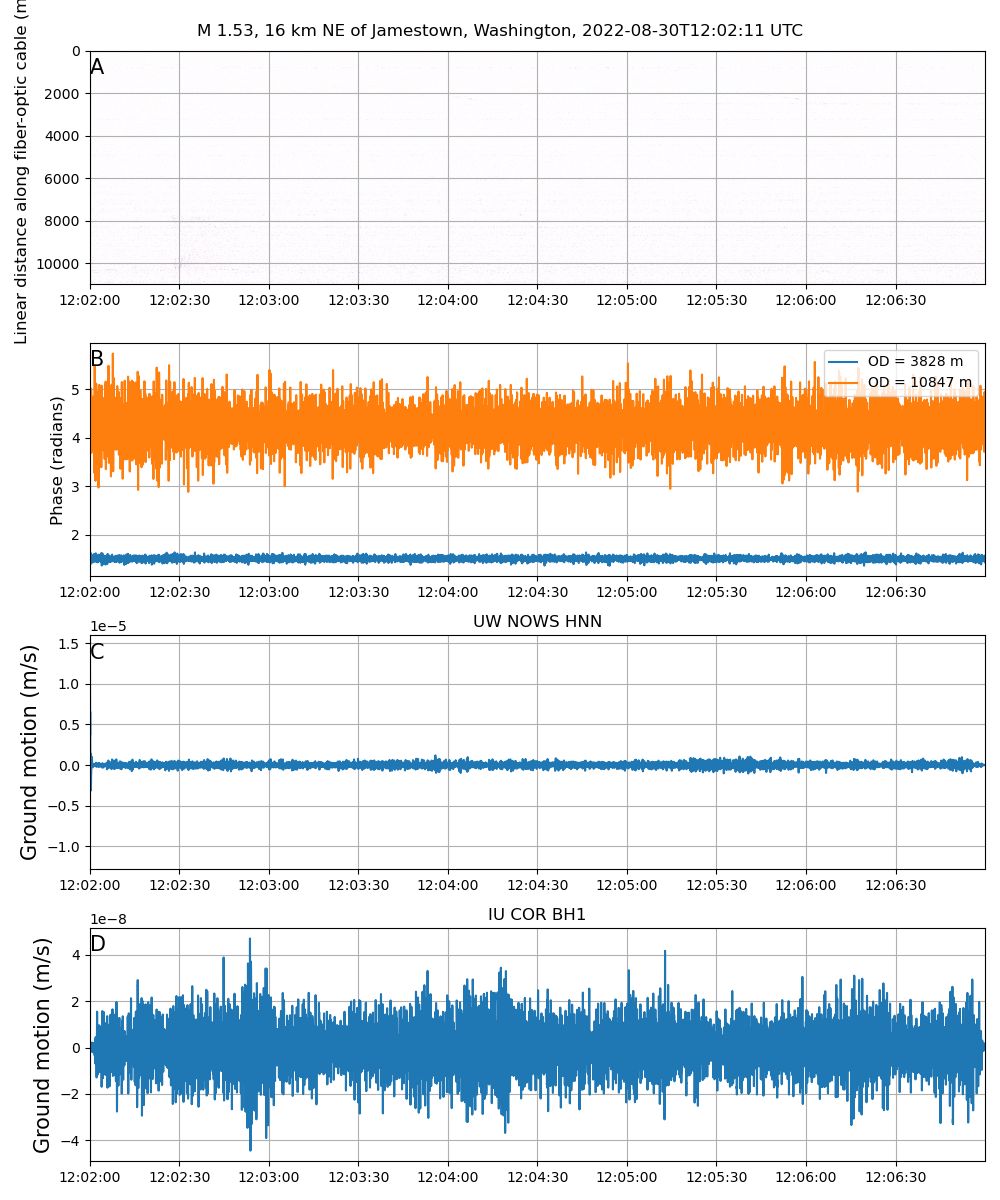 M 1.53, 16 km NE of Jamestown, Washington, 2022-08-30T12:02:11 UTC
Linear distance along fiber-optic cable (m
A
0
2000
4000
6000
8000
10000
12:02:00 12:02:30 12:03:00 12:03:30 12:04:00 12:04:30 12:05:00 12:05:30 12:06:00 12:06:30
B
Phase (radians)
OD = 3828 m
OD = 10847 m
5
4
3
2
12:02:00 12:02:30 12:03:00 12:03:30 12:04:00 12:04:30 12:05:00 12:05:30 12:06:00 12:06:30
UW NOWS HNN
1e−5
C
Ground motion (m/s)
1.5
1.0
0.5
0.0
−0.5
−1.0
12:02:00 12:02:30 12:03:00 12:03:30 12:04:00 12:04:30 12:05:00 12:05:30 12:06:00 12:06:30
IU COR BH1
1e−8
D
Ground motion (m/s)
4
2
0
−2
−4
12:02:00 12:02:30 12:03:00 12:03:30 12:04:00 12:04:30 12:05:00 12:05:30 12:06:00 12:06:30